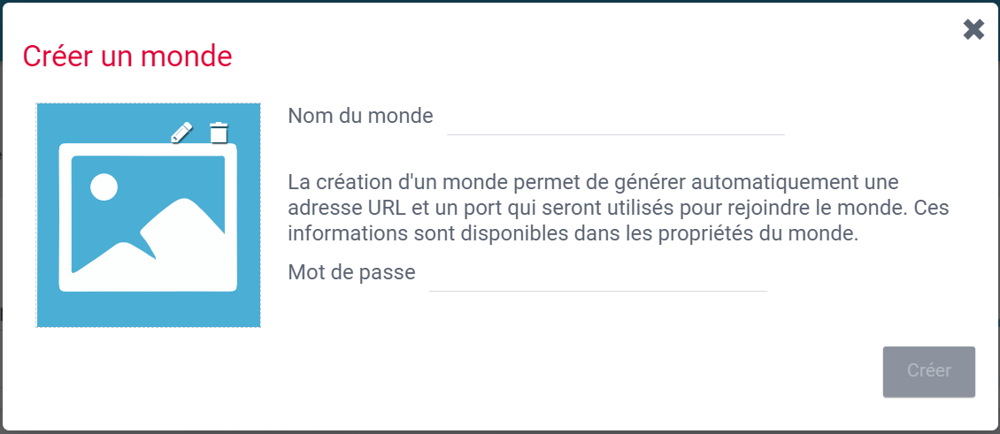 Créer un monde
Nom du monde
La création d'un monde permet de générer automatiquement une
adresse URL et un port qui seront utilisés pour rejoindre le monde. Ces
informations sont disponibles dans les propriétés du monde.
Mot de passe
Créer